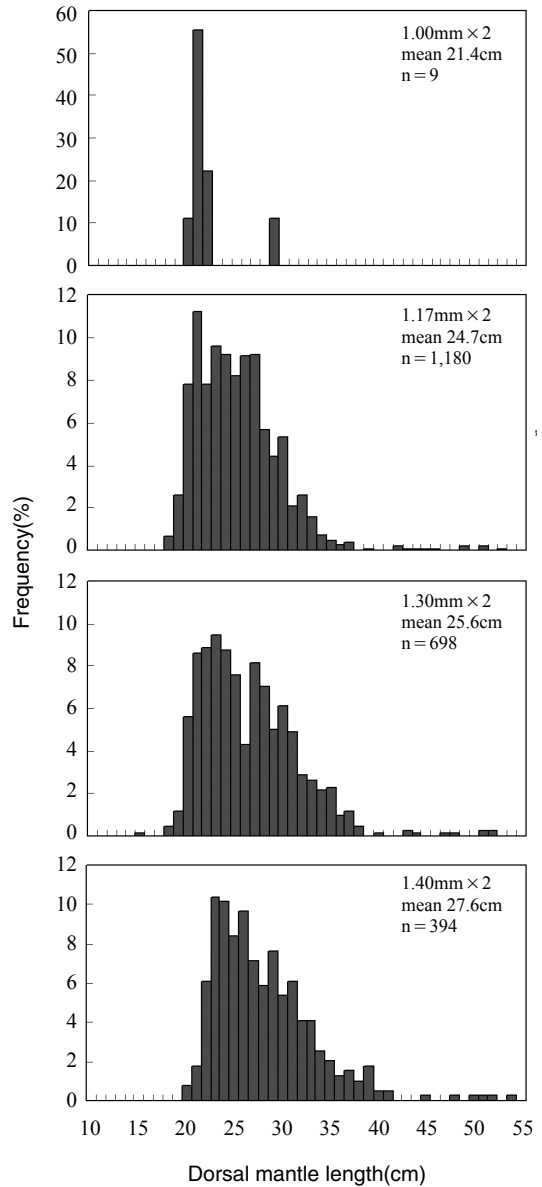 60
50
40
30
20
10
0
1.00mm × 2
mean 21.4cm
n = 9
12
10
8
6
4
2
0
1.17mm × 2
mean 24.7cm
n = 1,180
Frequency(%)
12
10
8
6
4
2
0
1.30mm × 2
mean 25.6cm
n = 698
12
10
8
6
4
2
0
1.40mm × 2
mean 27.6cm
n = 394
10 15 20 25 30 35 40 45 50 55
Dorsal mantle length(cm)